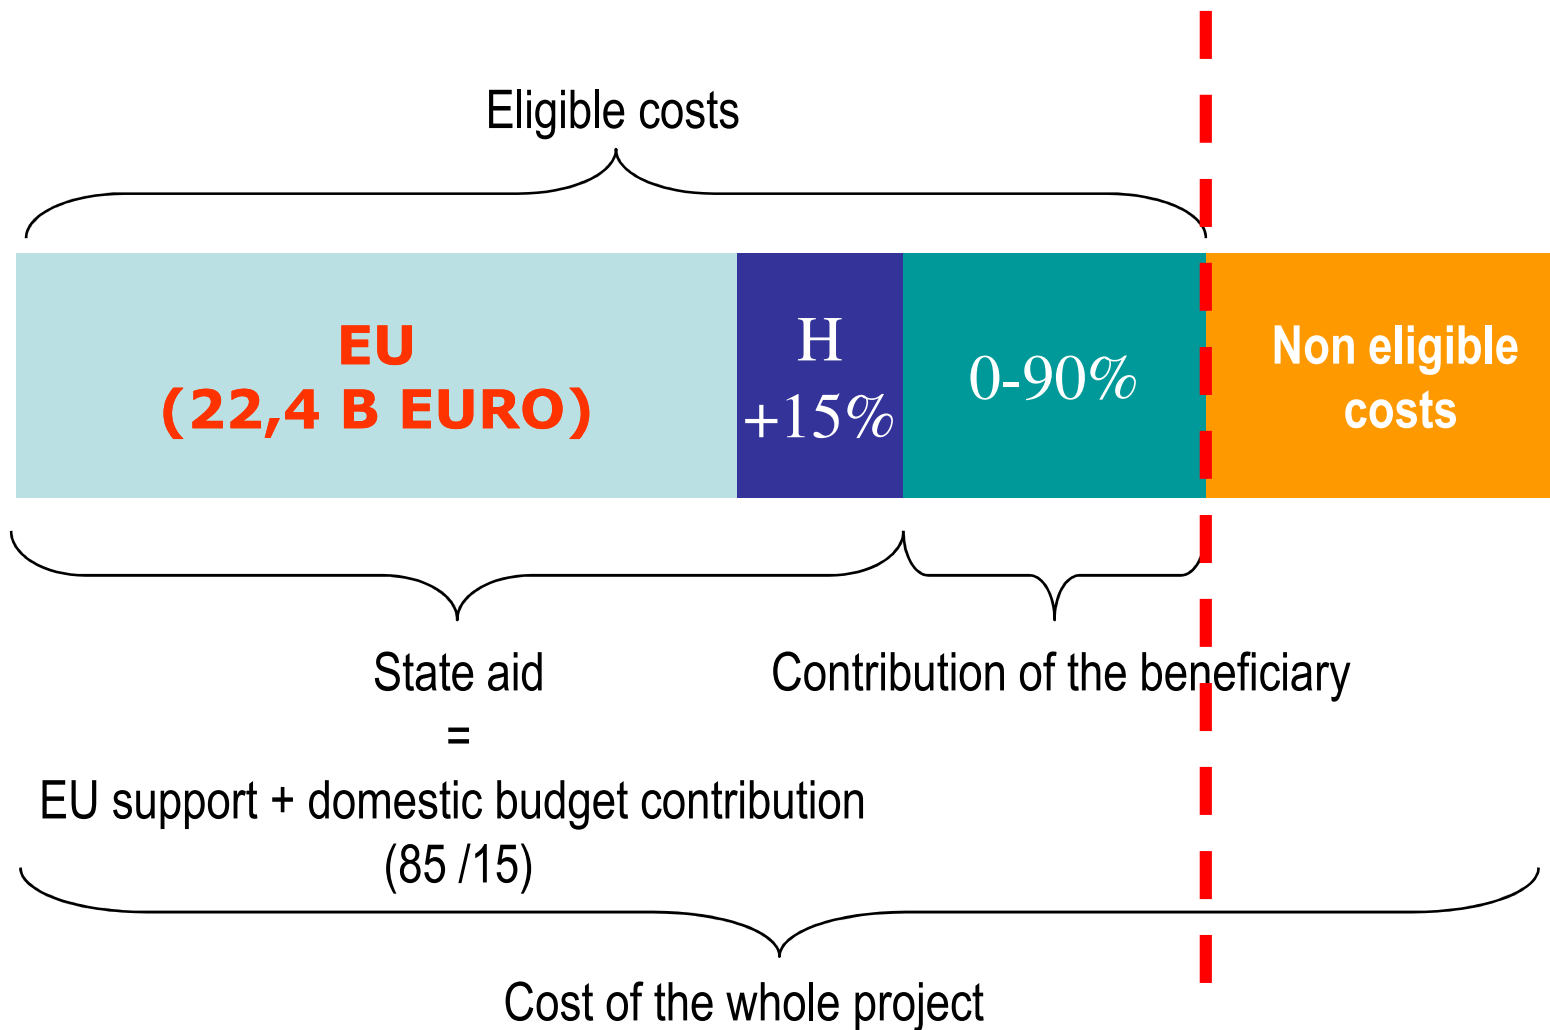 Eligible costs
EU
(22,4 B EURO)
H
+15%
0-90%
Non eligible
costs
State aid
=
EU support + domestic budget contribution
(85 /15)
Contribution of the beneficiary
Cost of the whole project